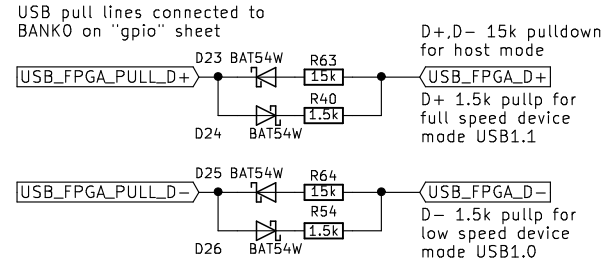 USB pull lines connected to
BANK0 on "gpio" sheet
D+,D- 15k pulldown
for host mode
D23 BAT54W
R63
15k
USB_FPGA_PULL_D+
USB_FPGA_D+
R40
1.5k
D24
BAT54W
D+ 1.5k pullp for
full speed device
mode USB1.1
D25 BAT54W
R64
15k
USB_FPGA_PULL_D-
USB_FPGA_D-
R54
1.5k
D26
BAT54W
D- 1.5k pullp for
low speed device
mode USB1.0